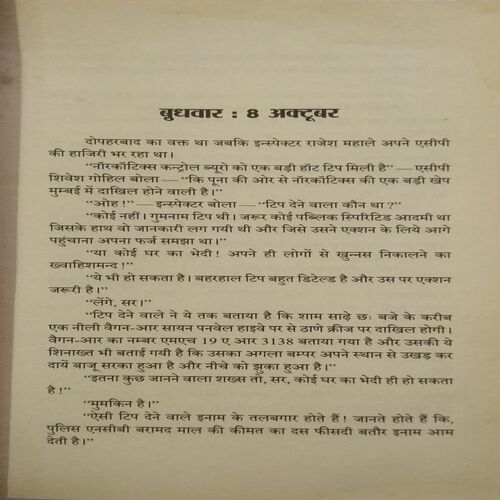 बुधवार : 8 अक्टूबर
दोपहरबाद का वक्त था जबकि इन्स्पेक्टर राजेश महाले अपने एसीपी
की हाजिरी भर रहा था।
“नॉरकॉटिक्स कन्ट्रोल ब्यूरो को एक बड़ी हॉट टिप मिली है” — एसीपी
शिवेश गोहिल बोला — “कि पूना की ओर से नॉरकॉटिक्स की एक बड़ी खेप
मुम्बई में दाखिल होने वाली है।”
“ओह !” — इन्स्पेक्टर बोला — “टिप देने वाला कौन था ?”
“कोई नहीं। गुमनाम टिप थी। जरूर कोई पब्लिक स्पिरिटिड आदमी था
जिसके हाथ वो जानकारी लग गयी थी और जिसे उसने एक्शन के लिये आगे
पहुंचाना अपना फर्ज समझा था।”
“या कोई घर का भेदी ! अपने ही लोगों से खुन्नस निकालने का
ख्वाहिशमन्द !”
“ये भी हो सकता है। बहरहाल टिप बहुत डिटेल्ड है और उस पर एक्शन
जरूरी है।”
“लेंगे, सर।”
“टिप देने वाले ने ये तक बताया है कि शाम साढ़े छः बजे के करीब
एक नीली वैगन-आर सायन पनवेल हाइवे पर से ठाणे क्रीज पर दाखिल होगी।
वैगन-आर का नम्बर एमएच 19 ए आर 3138 बताया गया है और उसकी ये
शिनाख्त भी बताई गयी है कि उसका अगला बम्पर अपने स्थान से उखड़ कर
दायें बाजू सरका हुआ है और नीचे को झुका हुआ है।”
“इतना कुछ जानने वाला शख्स तो, सर, कोई घर का भेदी ही हो सकता
है !”
“मुमकिन है।”
“ऐसी टिप देने वाले इनाम के तलबगार होते हैं ! जानते होते हैं कि,
पुलिस एनसीबी बरामद माल की कीमत का दस फीसदी बतौर इनाम आम
देती है।”